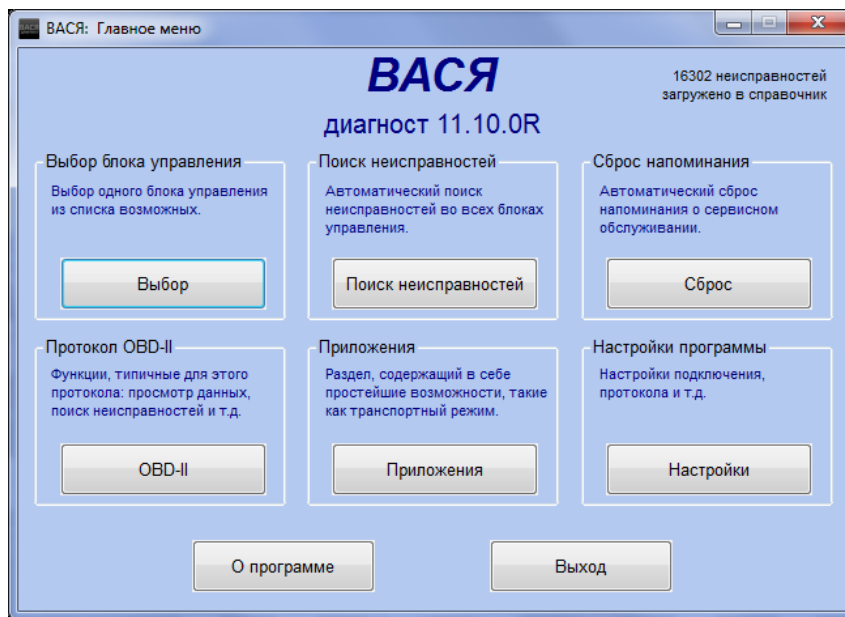 ВАСЯ: Главное меню
ВАСЯ
диагност 11.10.0R
16302 неисправностей
загружено в справочник
Выбор блока управления
Выбор одного блока управления
из списка возможных.
Выбор
Поиск неисправностей
Автоматический поиск
неисправностей во всех блоках
управления.
Поиск неисправностей
Сброс напоминания
Автоматический сброс
напоминания о сервисном
обслуживании.
Сброс
Протокол OBD-II
Функции, типичные для этого
протокола: просмотр данных,
поиск неисправностей и т.д.
OBD-II
Приложения
Раздел, содержащий в себе
простейшие возможности, такие
как транспортный режим.
Приложения
Настройки программы
Настройки подключения,
протокола и т.д.
Настройки
О программе
Выход